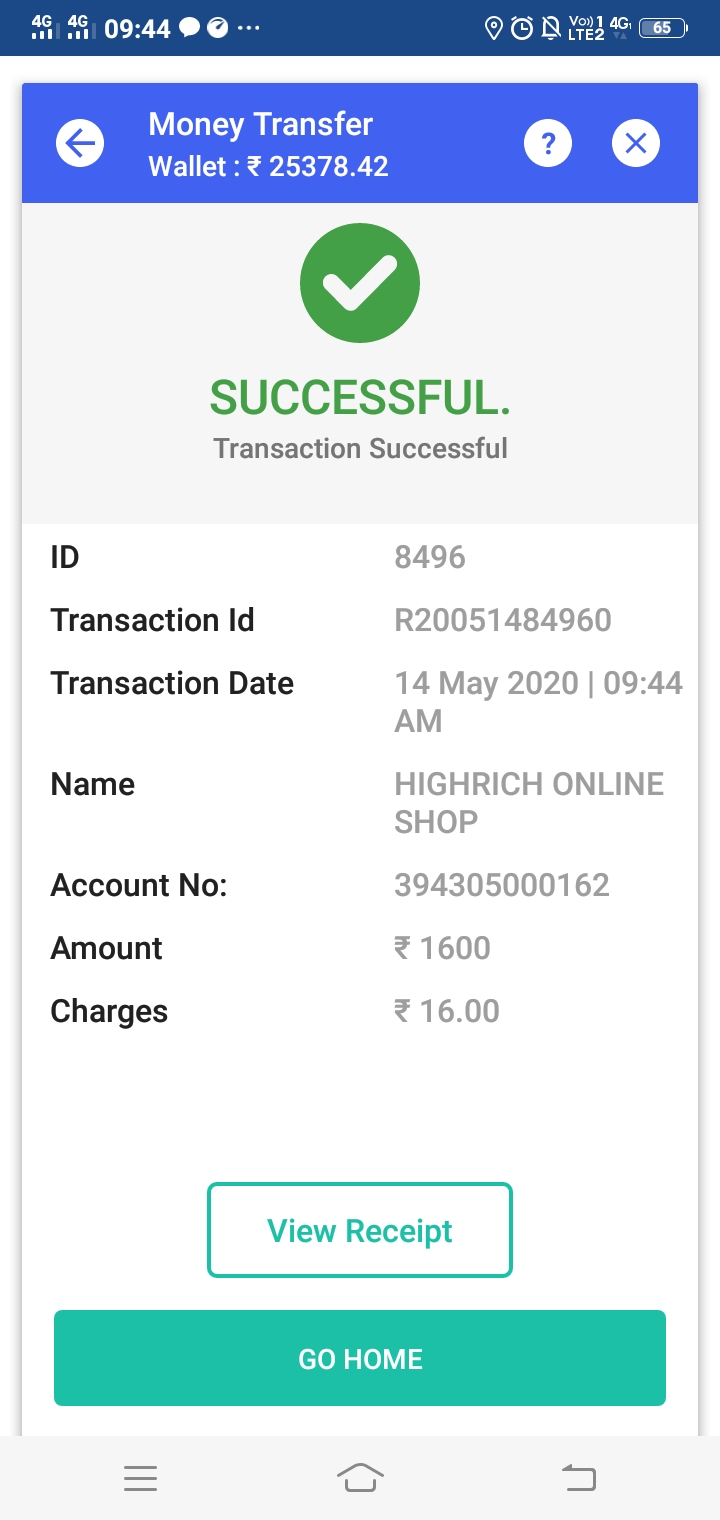 4G 4G 09:44 ... Vo))1 LTE2 4G 65
Money Transfer
Wallet : ₹ 25378.42
?
SUCCESSFUL.
Transaction Successful
ID 8496
Transaction Id R20051484960
Transaction Date 14 May 2020 | 09:44
AM
Name HIGHRICH ONLINE
SHOP
Account No: 394305000162
Amount ₹ 1600
Charges ₹ 16.00
View Receipt
GO HOME